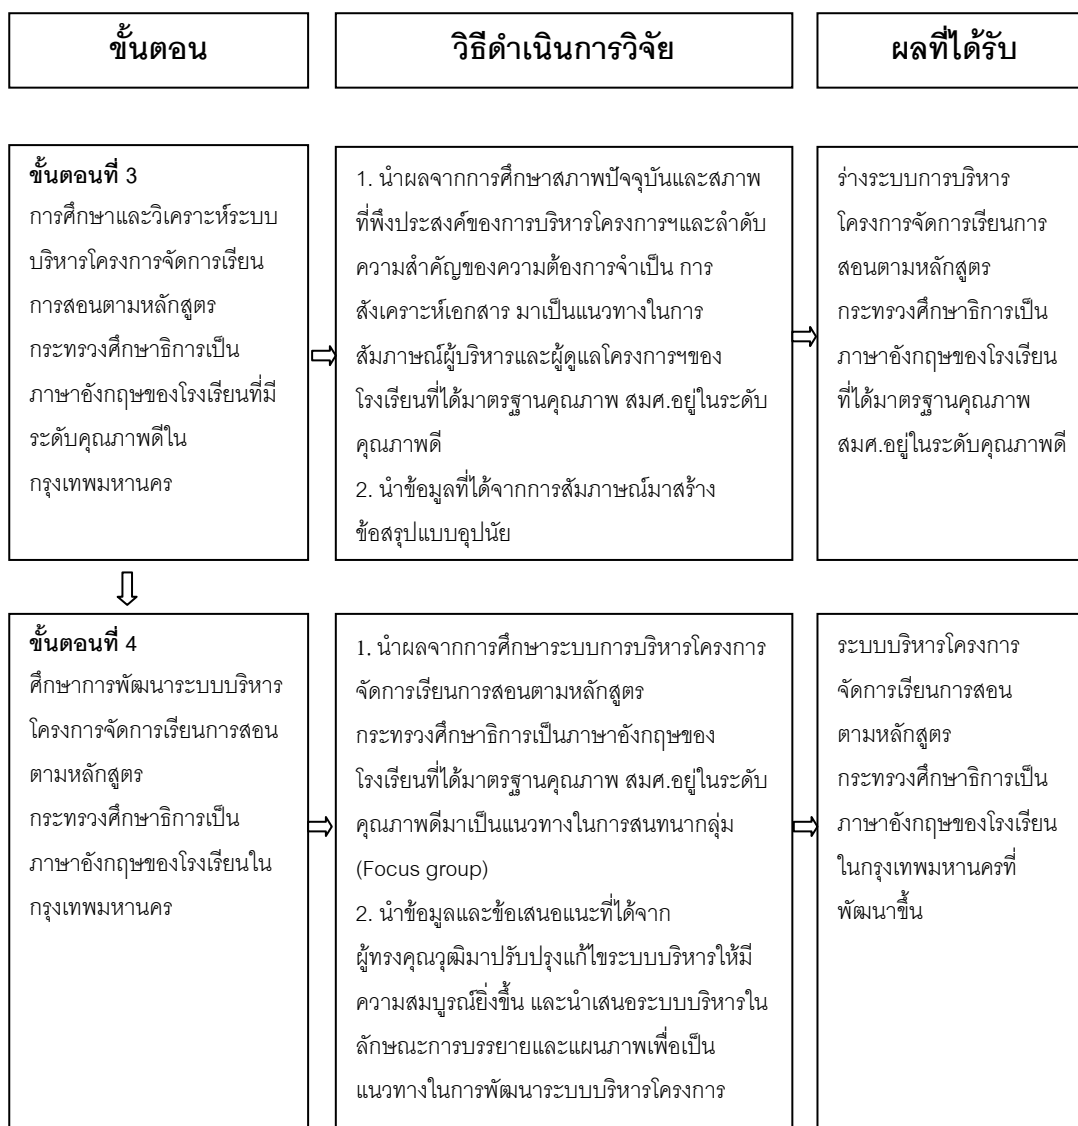 ขั้นตอน
วิธีดำเนินการวิจัย
ผลที่ได้รับ
ขั้นตอนที่ 3
การศึกษาและวิเคราะห์ระบบ
บริหารโครงการจัดการเรียน
การสอนตามหลักสูตร
กระทรวงศึกษาธิการเป็น
ภาษาอังกฤษของโรงเรียนที่มี
ระดับคุณภาพดีใน
กรุงเทพมหานคร
1. นำผลจากการศึกษาสภาพปัจจุบันและสภาพ
ที่พึงประสงค์ของการบริหารโครงการฯและลำดับ
ความสำคัญของความต้องการจำเป็น การ
สังเคราะห์เอกสาร มาเป็นแนวทางในการ
สัมภาษณ์ผู้บริหารและผู้ดูแลโครงการฯของ
โรงเรียนที่ได้มาตรฐานคุณภาพ สมศ.อยู่ในระดับ
คุณภาพดี
2. นำข้อมูลที่ได้จากการสัมภาษณ์มาสร้าง
ข้อสรุปแบบอุปนัย
ร่างระบบการบริหาร
โครงการจัดการเรียนการ
สอนตามหลักสูตร
กระทรวงศึกษาธิการเป็น
ภาษาอังกฤษของโรงเรียน
ที่ได้มาตรฐานคุณภาพ
สมศ.อยู่ในระดับคุณภาพดี
ขั้นตอนที่ 4
ศึกษาการพัฒนาระบบบริหาร
โครงการจัดการเรียนการสอน
ตามหลักสูตร
กระทรวงศึกษาธิการเป็น
ภาษาอังกฤษของโรงเรียนใน
กรุงเทพมหานคร
1. นำผลจากการศึกษาระบบการบริหารโครงการ
จัดการเรียนการสอนตามหลักสูตร
กระทรวงศึกษาธิการเป็นภาษาอังกฤษของ
โรงเรียนที่ได้มาตรฐานคุณภาพ สมศ.อยู่ในระดับ
คุณภาพดีมาเป็นแนวทางในการสนทนากลุ่ม
(Focus group)
2. นำข้อมูลและข้อเสนอแนะที่ได้จาก
ผู้ทรงคุณวุฒิมาปรับปรุงแก้ไขระบบบริหารให้มี
ความสมบูรณ์ยิ่งขึ้น และนำเสนอระบบบริหารใน
ลักษณะการบรรยายและแผนภาพเพื่อเป็น
แนวทางในการพัฒนาระบบบริหารโครงการ
ระบบบริหารโครงการ
จัดการเรียนการสอน
ตามหลักสูตร
กระทรวงศึกษาธิการเป็น
ภาษาอังกฤษของโรงเรียน
ในกรุงเทพมหานครที่
พัฒนาขึ้น